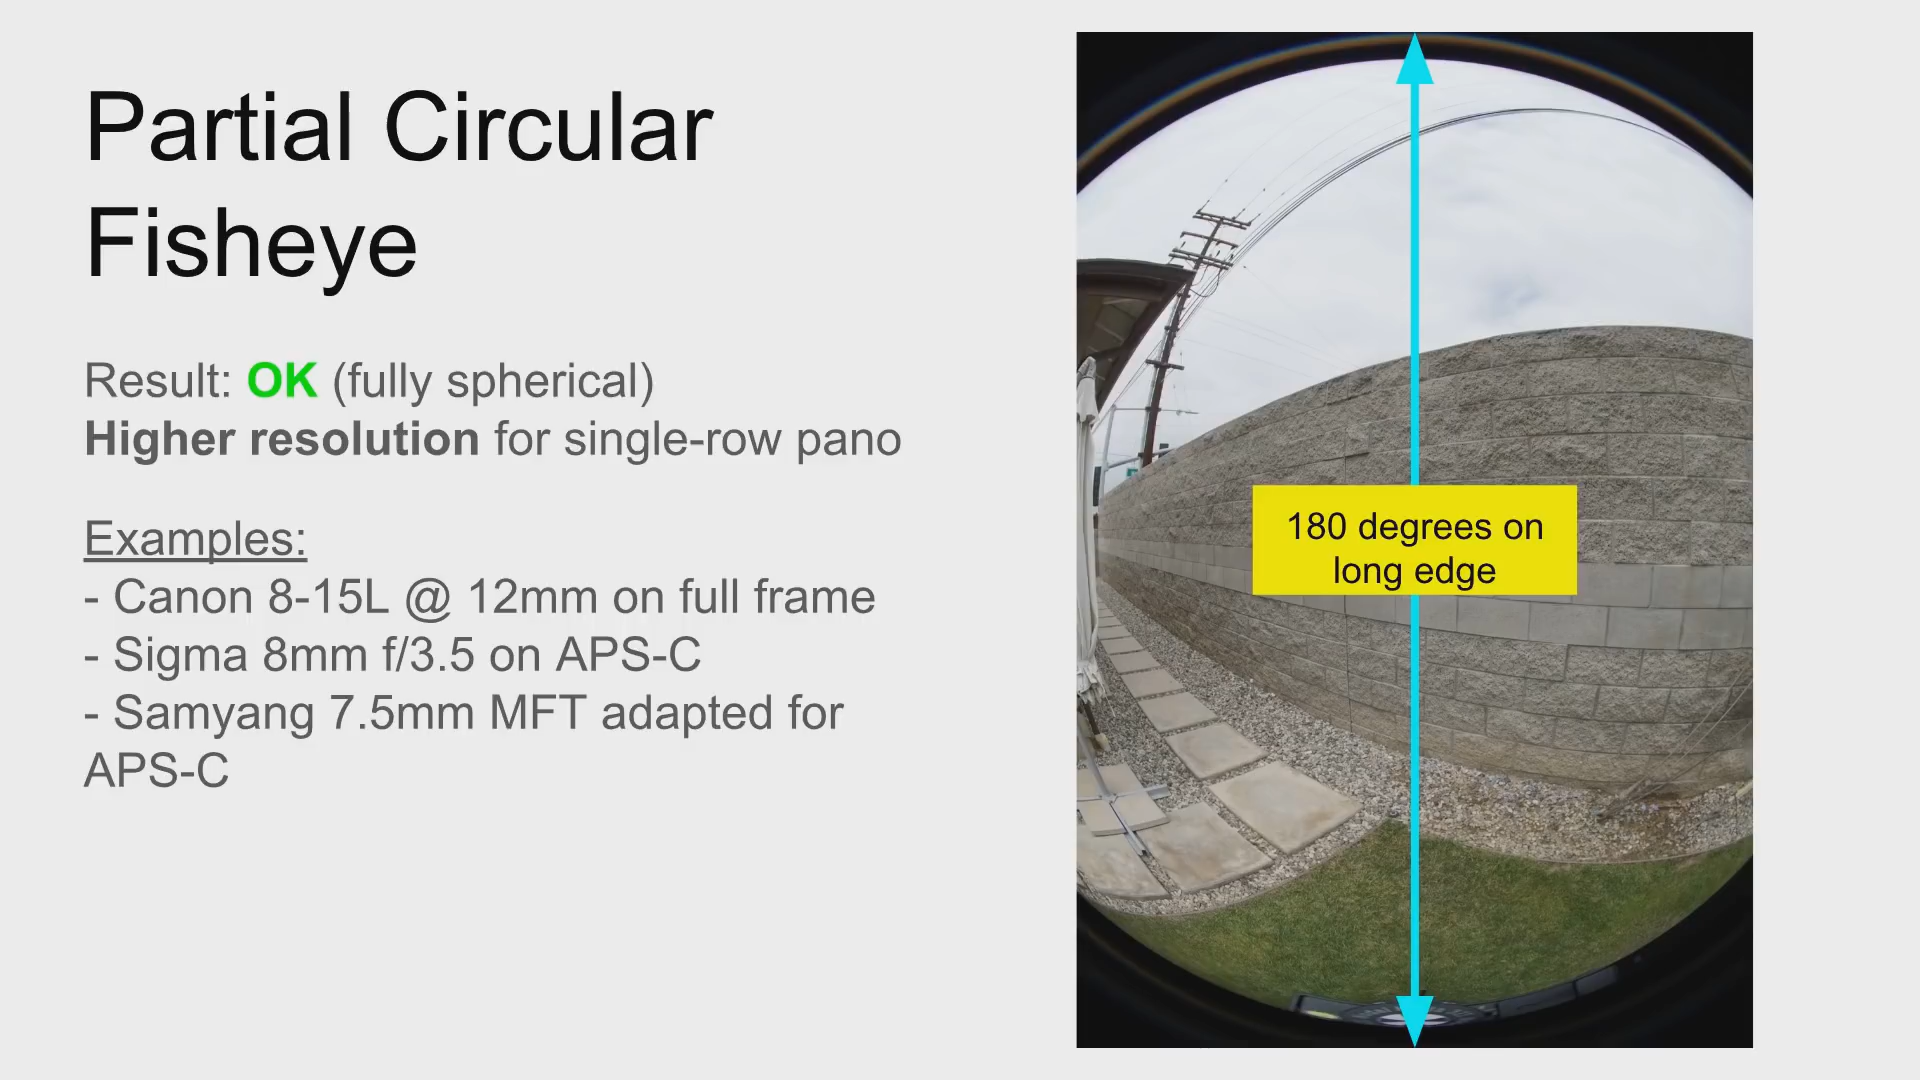 Partial Circular
Fisheye
Result: OK (fully spherical)
Higher resolution for single-row pano
Examples:
- Canon 8-15L @ 12mm on full frame
- Sigma 8mm f/3.5 on APS-C
- Samyang 7.5mm MFT adapted for
APS-C
180 degrees on
long edge